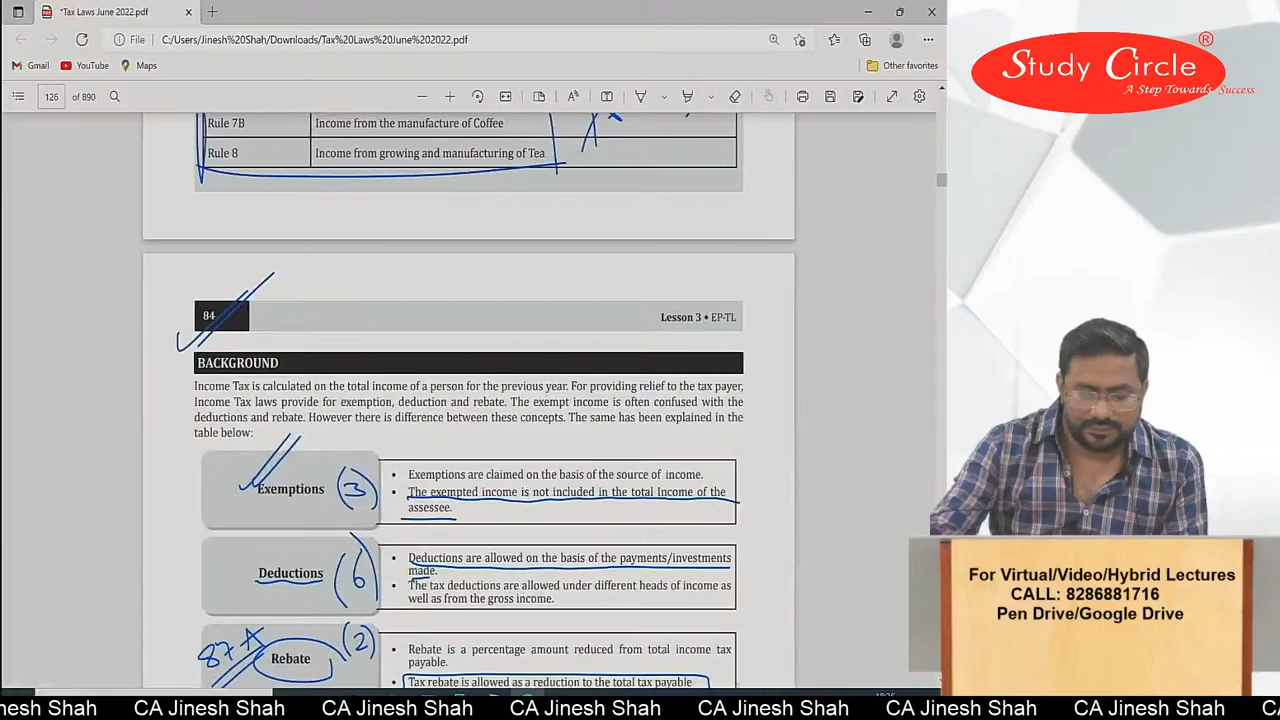 *Tax Laws June 2022.pdf
File
C:/Users/Jinesh%20Shah/Downloads/Tax%20Laws%20June%202022.pdf
Gmail
YouTube
Maps
Other favorites
126 of 890
Study Circle ®
A Step Towards Success
Rule 7B Income from the manufacture of Coffee
Rule 8 Income from growing and manufacturing of Tea
84
Lesson 3 • EP-TL
BACKGROUND
Income Tax is calculated on the total income of a person for the previous year. For providing relief to the tax payer,
Income Tax laws provide for exemption, deduction and rebate. The exempt income is often confused with the
deductions and rebate. However there is difference between these concepts. The same has been explained in the
table below:
Exemptions (3)
• Exemptions are claimed on the basis of the source of income.
• The exempted income is not included in the total Income of the
assessee.
Deductions (6)
• Deductions are allowed on the basis of the payments/investments
made.
• The tax deductions are allowed under different heads of income as
well as from the gross income.
87A
Rebate (2)
• Rebate is a percentage amount reduced from total income tax
payable.
• Tax rebate is allowed as a reduction to the total tax payable
For Virtual/Video/Hybrid Lectures
CALL: 8286881716
Pen Drive/Google Drive
nesh Shah CA Jinesh Shah CA Jinesh Shah CA Jinesh Shah CA Jinesh Shah CA Jinesh Shah CA Jinesh Shah C